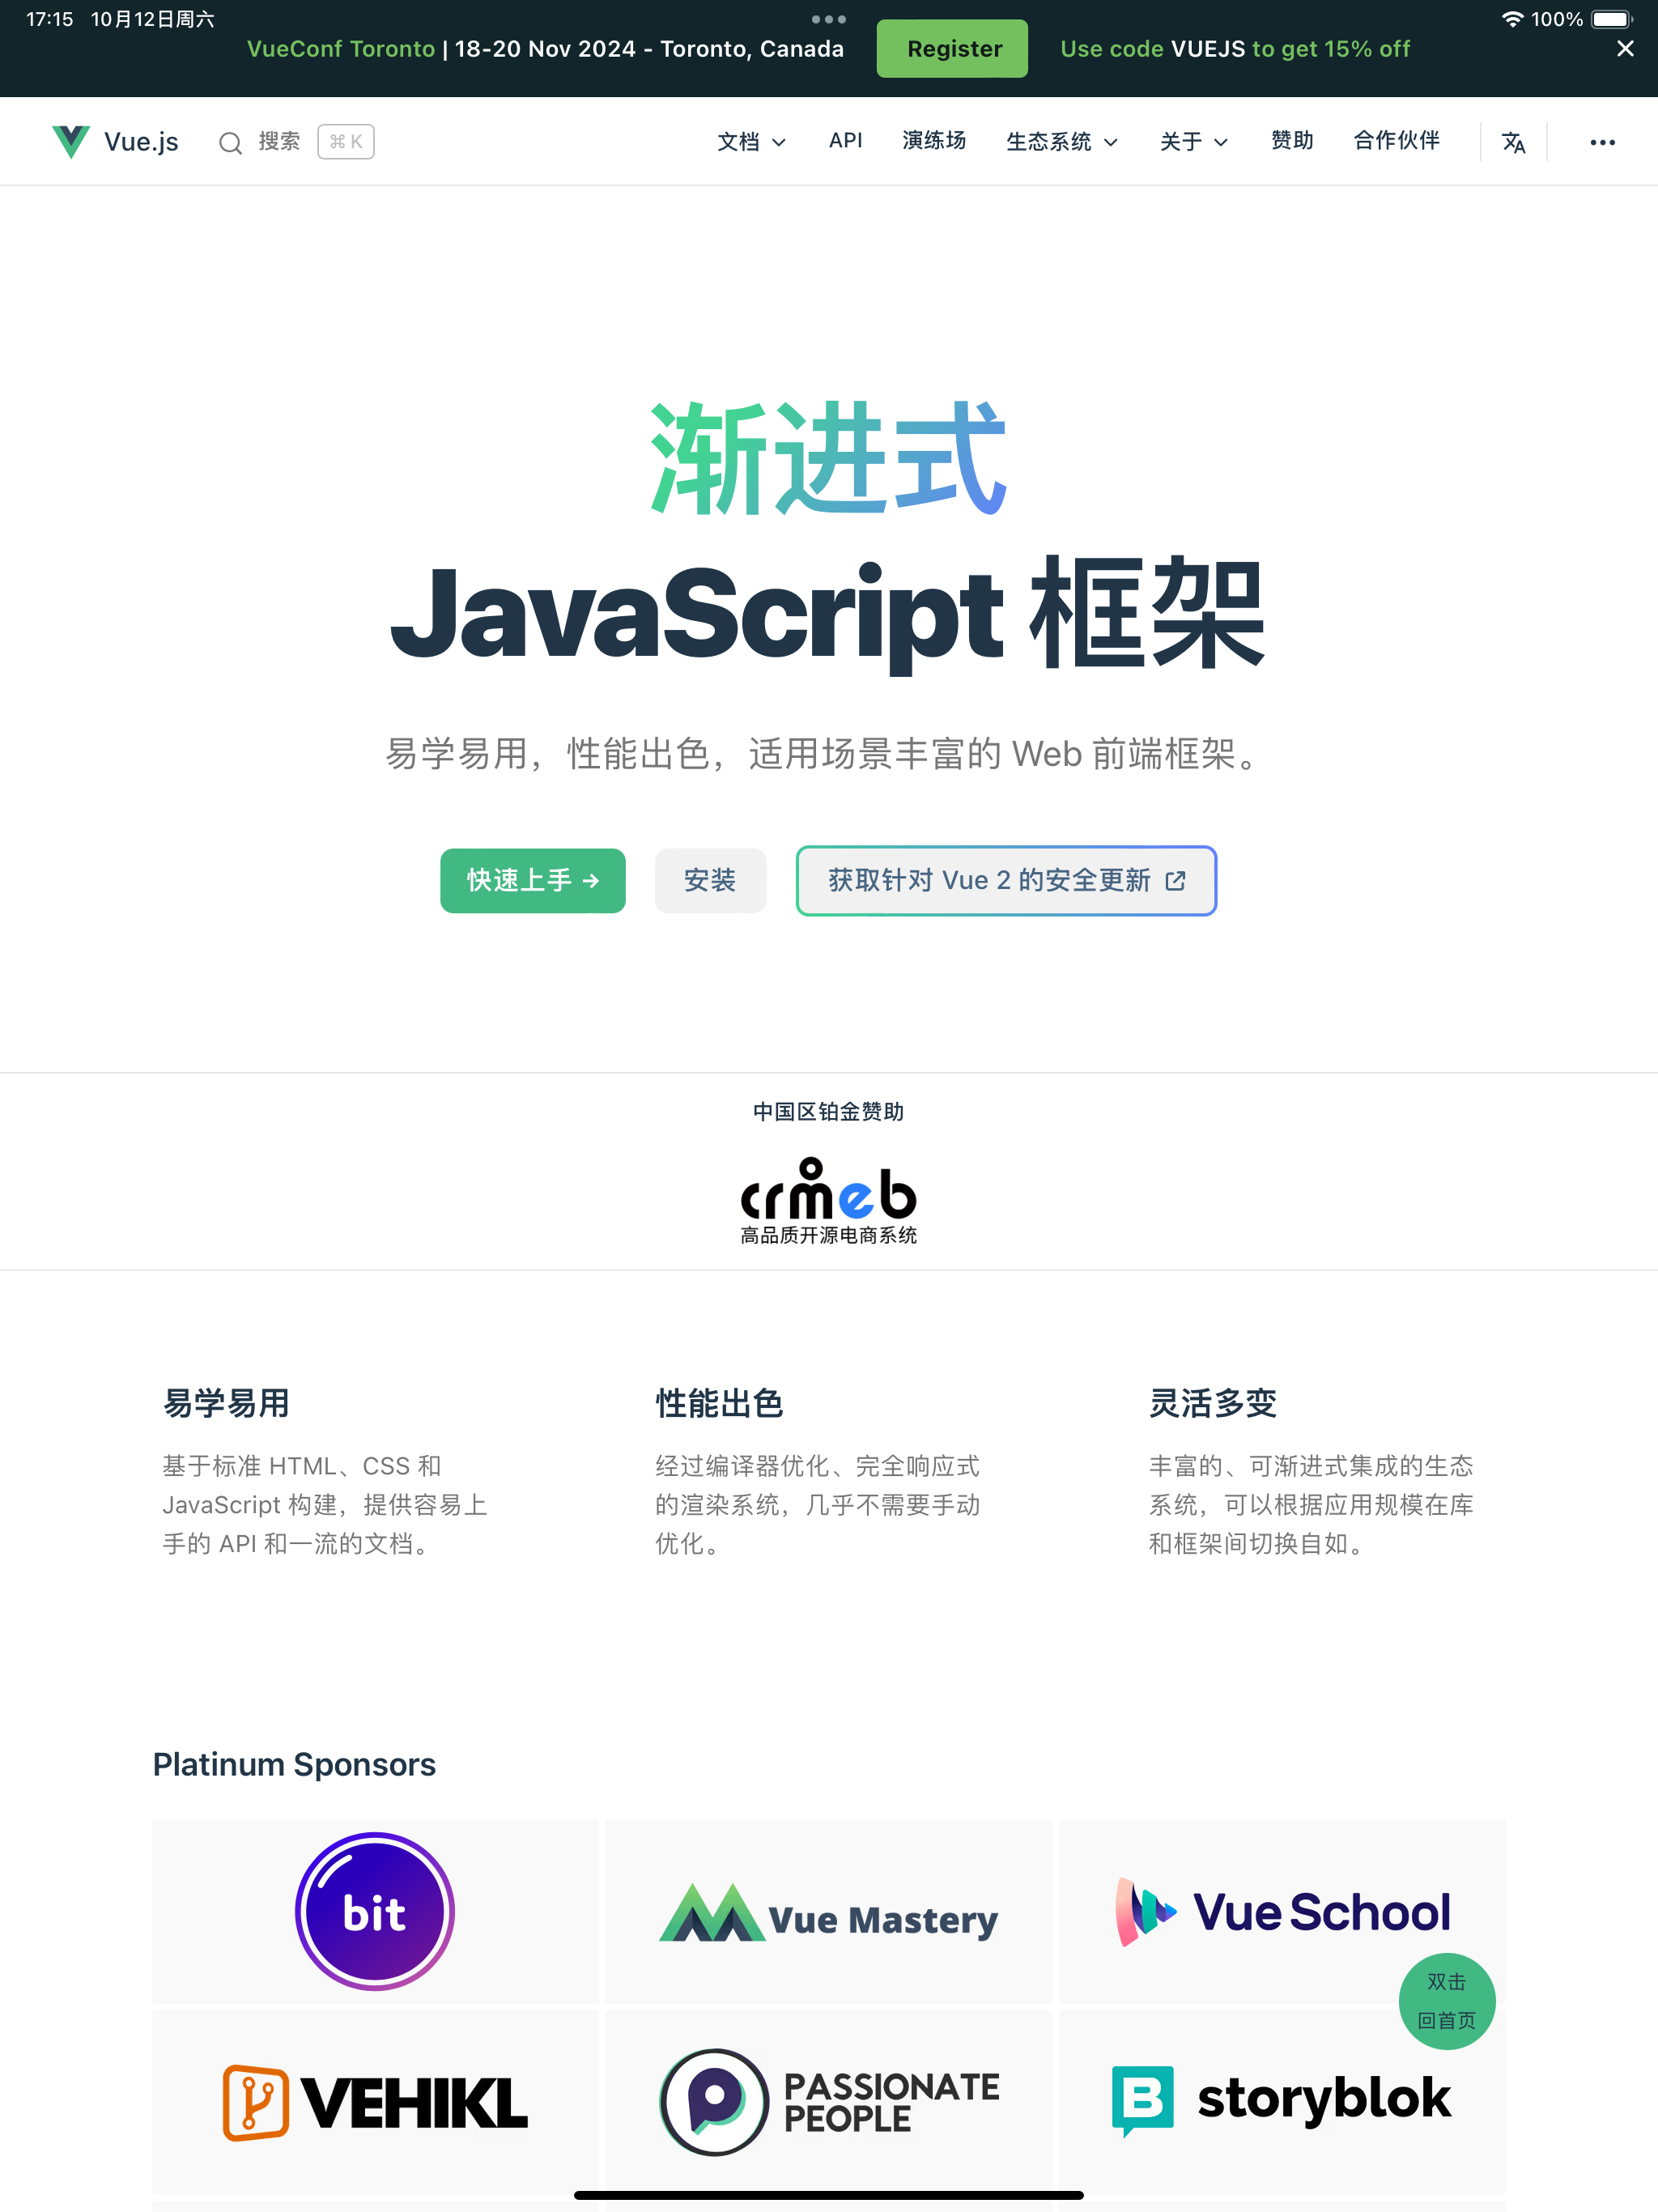 17:15 10月12日周六
100%
VueConf Toronto | 18-20 Nov 2024 - Toronto, Canada
Register
Use code VUEJS to get 15% off
Vue.js
搜索
⌘ K
文档
API
演练场
生态系统
关于
赞助
合作伙伴
渐进式
JavaScript 框架
易学易用，性能出色，适用场景丰富的 Web 前端框架。
快速上手 →
安装
获取针对 Vue 2 的安全更新
中国区铂金赞助
crmeb
高品质开源电商系统
易学易用
基于标准 HTML、CSS 和
JavaScript 构建，提供容易上
手的 API 和一流的文档。
性能出色
经过编译器优化、完全响应式
的渲染系统，几乎不需要手动
优化。
灵活多变
丰富的、可渐进式集成的生态
系统，可以根据应用规模在库
和框架间切换自如。
Platinum Sponsors
bit
Vue Mastery
Vue School
双击
回首页
VEHIKL
PASSIONATE
PEOPLE
storyblok